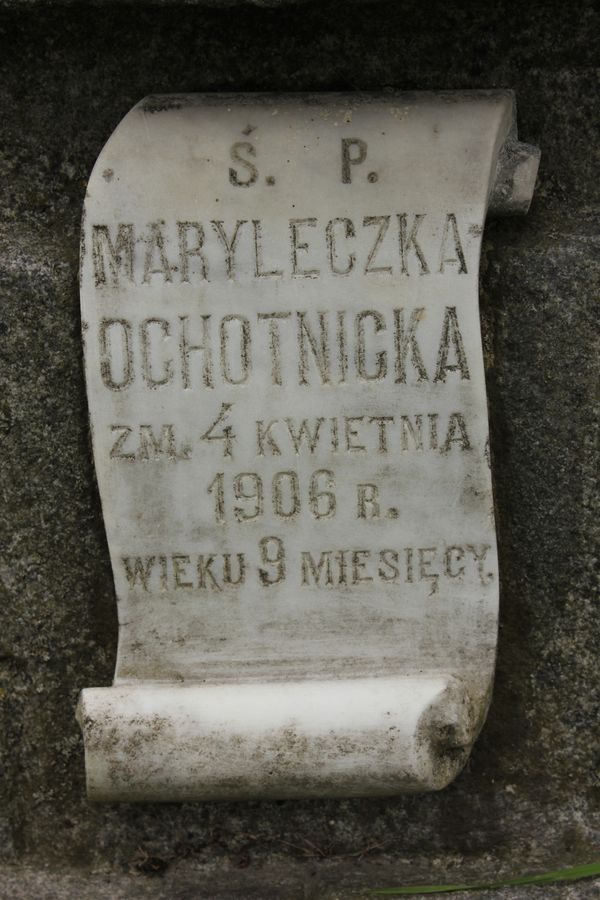 Ś. P.
MARYLECZKA
OCHOTNICKA
ZM. 4 KWIETNIA
1906 R.
WIEKU 9 MIESIĘCY.